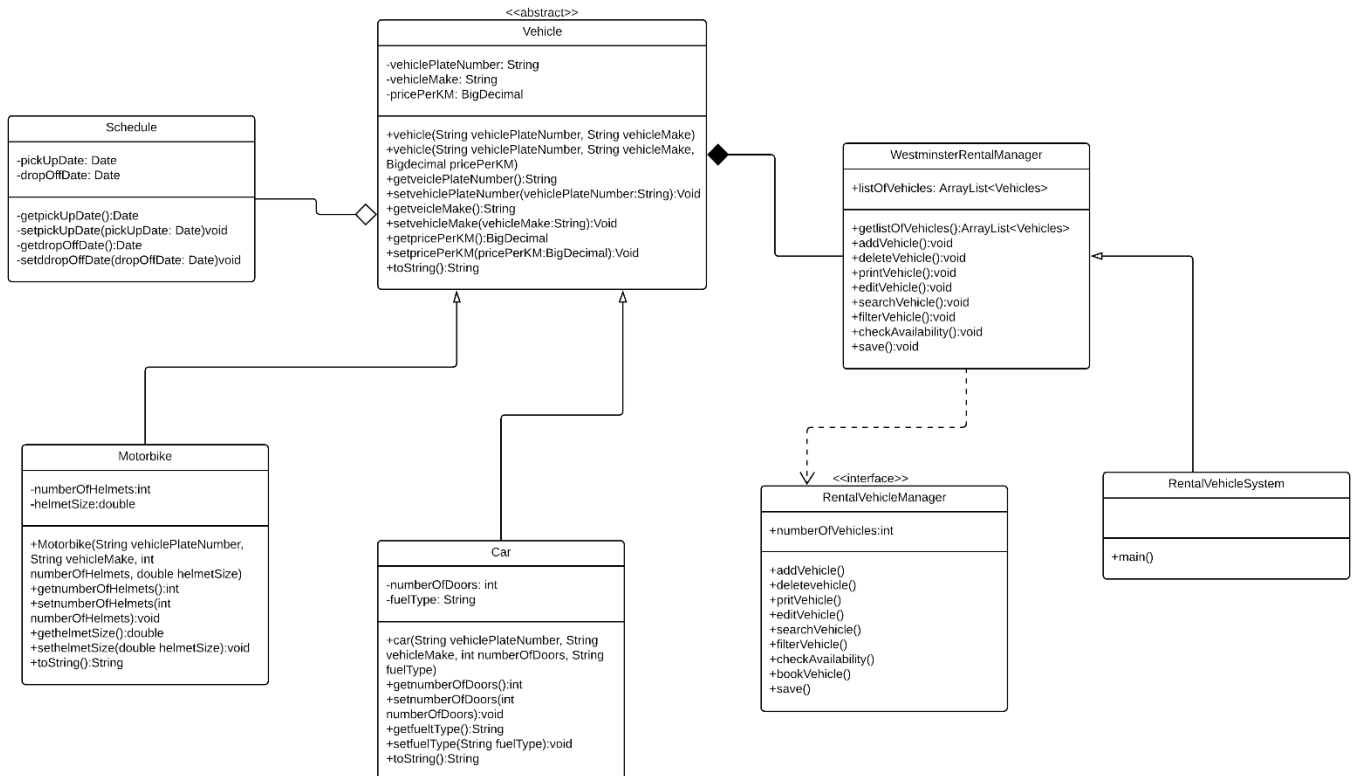 <<abstract>>
Vehicle
-vehiclePlateNumber: String
-vehicleMake: String
-pricePerKM: BigDecimal
+vehicle(String vehiclePlateNumber, String vehicleMake)
+vehicle(String vehiclePlateNumber, String vehicleMake,
Bigdecimal pricePerKM)
+getveiclePlateNumber():String
+setvehiclePlateNumber(vehiclePlateNumber:String):Void
+getveicleMake():String
+setvehicleMake(vehicleMake:String):Void
+getpricePerKM():BigDecimal
+setpricePerKM(pricePerKM:BigDecimal):Void
+toString():String
Schedule
-pickUpDate: Date
-dropOffDate: Date
-getpickUpDate():Date
-setpickUpDate(pickUpDate: Date)void
-getdropOffDate():Date
-setddropOffDate(dropOffDate: Date)void
WestminsterRentalManager
+listOfVehicles: ArrayList<Vehicles>
+getlistOfVehicles():ArrayList<Vehicles>
+addVehicle():void
+deleteVehicle():void
+printVehicle():void
+editVehicle():void
+searchVehicle():void
+filterVehicle():void
+checkAvailability():void
+save():void
Motorbike
-numberOfHelmets:int
-helmetSize:double
+Motorbike(String vehiclePlateNumber,
String vehicleMake, int
numberOfHelmets, double helmetSize)
+getnumberOfHelmets():int
+setnumberOfHelmets(int
numberOfHelmets):void
+gethelmetSize():double
+sethelmetSize(double helmetSize):void
+toString():String
Car
-numberOfDoors: int
-fuelType: String
+car(String vehiclePlateNumber, String
vehicleMake, int numberOfDoors, String
fuelType)
+getnumberOfDoors():int
+setnumberOfDoors(int
numberOfDoors):void
+getfueltType():String
+setfuelType(String fuelType):void
+toString():String
<<interface>>
RentalVehicleManager
+numberOfVehicles:int
+addVehicle()
+deletevehicle()
+pritVehicle()
+editVehicle()
+searchVehicle()
+filterVehicle()
+checkAvailability()
+bookVehicle()
+save()
RentalVehicleSystem
+main()